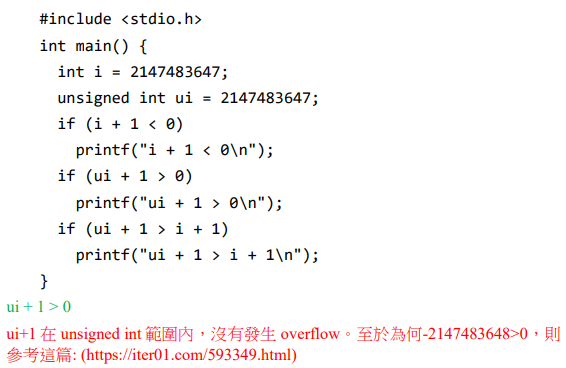 #include <stdio.h>
int main() {
  int i = 2147483647;
  unsigned int ui = 2147483647;
  if (i + 1 < 0)
    printf("i + 1 < 0\n");
  if (ui + 1 > 0)
    printf("ui + 1 > 0\n");
  if (ui + 1 > i + 1)
    printf("ui + 1 > i + 1\n");
}
ui + 1 > 0
ui+1 在 unsigned int 範圍內，沒有發生 overflow。至於為何-2147483648>0，則
參考這篇: (https://iter01.com/593349.html)